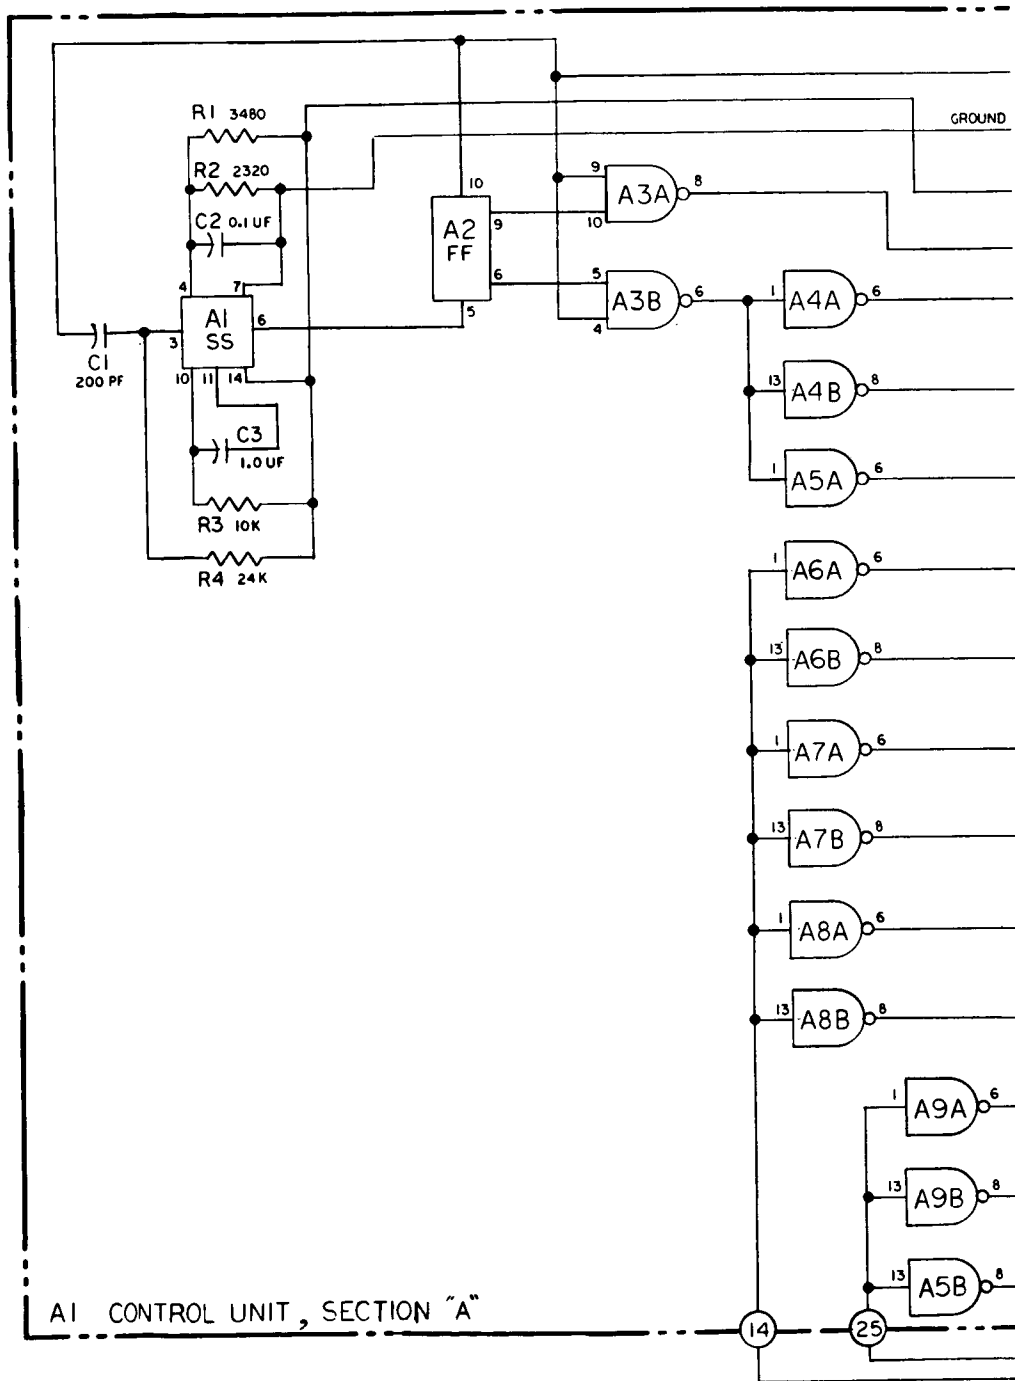 R1 3480
GROUND
R2 2320
9
A3A
8
10
10
C2 0.1 UF
A2
FF
9
6
5
4
7
5
A3B
6
4
1
A4A
6
A1
SS
3
6
C1
200 PF
10
11
14
13
A4B
8
C3
1.0 UF
1
A5A
6
R3 10K
R4 24K
1
A6A
6
13
A6B
8
1
A7A
6
13
A7B
8
1
A8A
6
13
A8B
8
1
A9A
6
13
A9B
8
13
A5B
8
A1 CONTROL UNIT, SECTION "A"
14
25